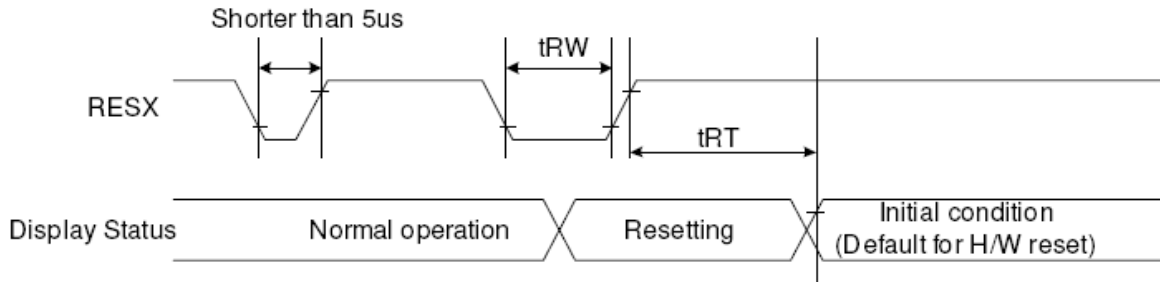 Shorter than 5us
tRW
RESX
tRT
Display Status
Normal operation
Resetting
Initial condition
(Default for H/W reset)